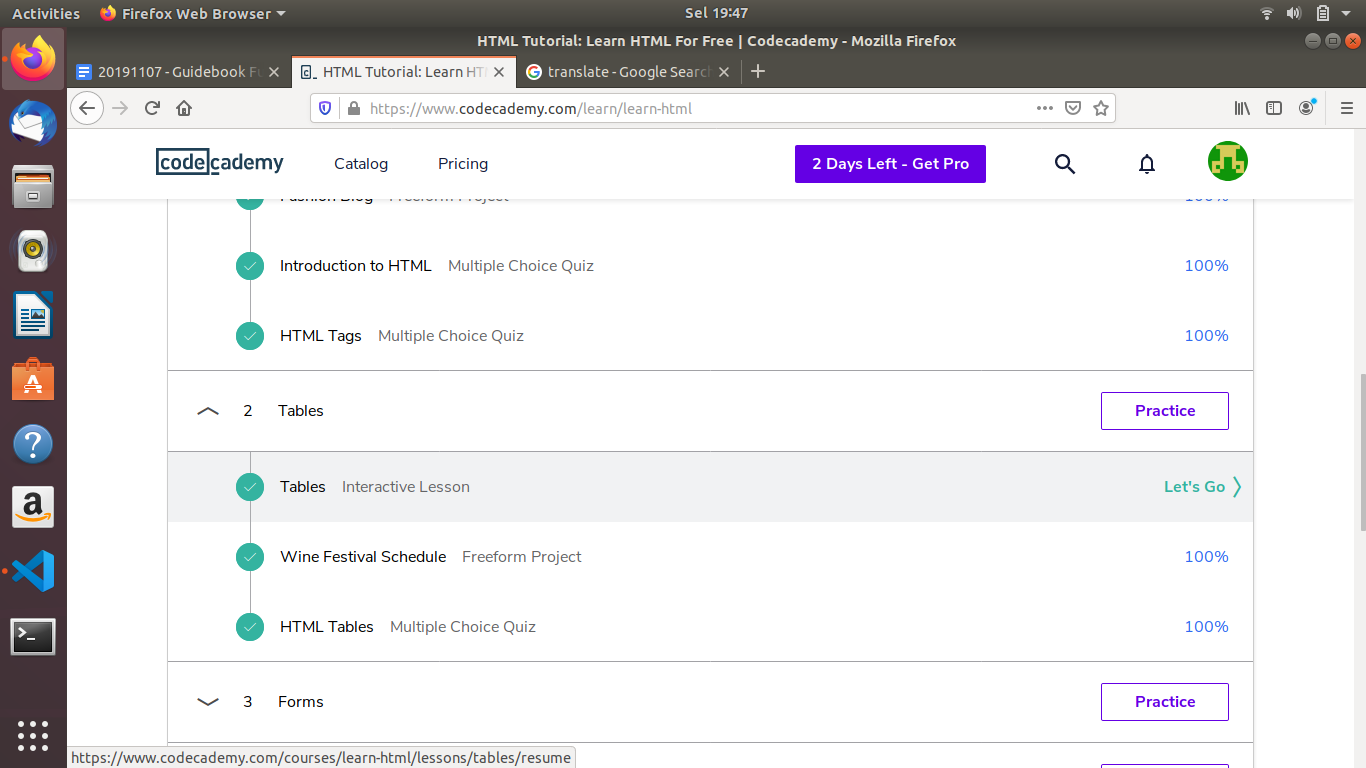 Activities Firefox Web Browser Sel 19:47
HTML Tutorial: Learn HTML For Free | Codecademy - Mozilla Firefox
20191107 - Guidebook HTML Tutorial: Learn translate - Google Search
https://www.codecademy.com/learn/learn-html
codecademy Catalog Pricing 2 Days Left - Get Pro
Fashion Blog Freeform Project 100%
Introduction to HTML Multiple Choice Quiz 100%
HTML Tags Multiple Choice Quiz 100%
2 Tables Practice
Tables Interactive Lesson Let's Go
Wine Festival Schedule Freeform Project 100%
HTML Tables Multiple Choice Quiz 100%
3 Forms Practice
https://www.codecademy.com/courses/learn-html/lessons/tables/resume